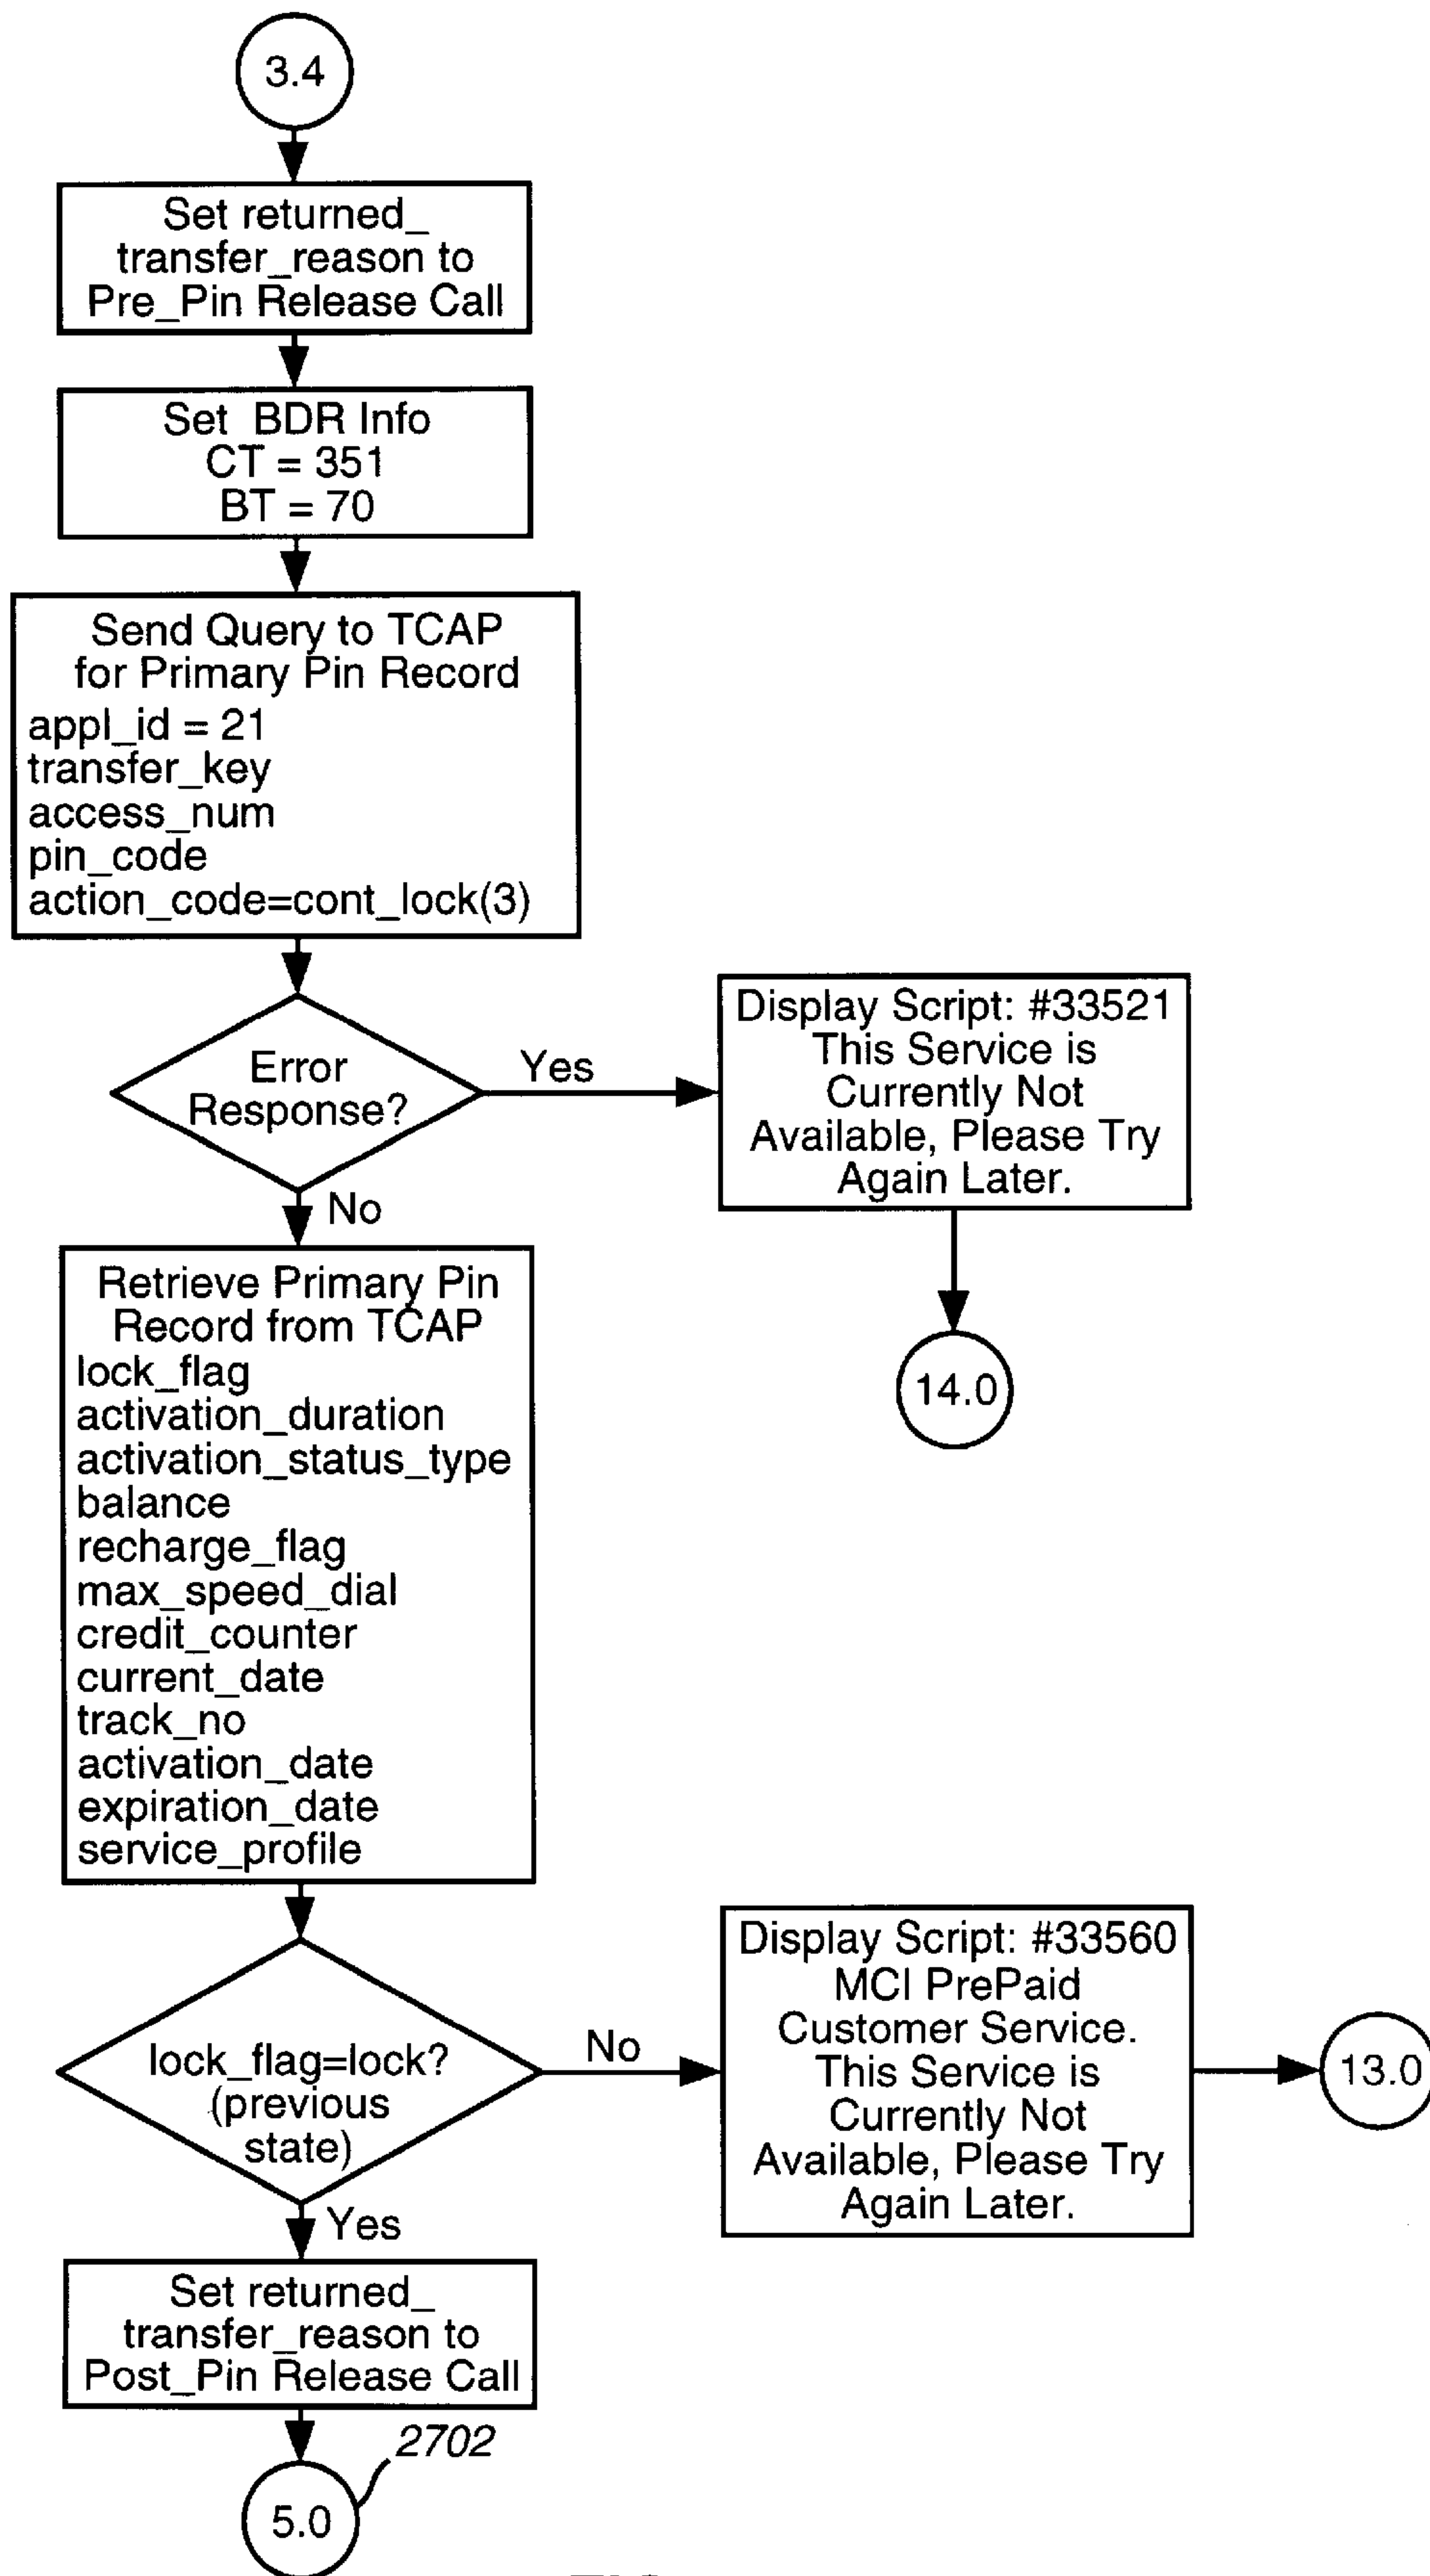 3.4
Set returned_
transfer_reason to
Pre_Pin Release Call
Set BDR Info
CT = 351
BT = 70
Send Query to TCAP
for Primary Pin Record
appl_id = 21
transfer_key
access_num
pin_code
action_code=cont_lock(3)
Error
Response?
Yes
Display Script: #33521
This Service is
Currently Not
Available, Please Try
Again Later.
14.0
No
Retrieve Primary Pin
Record from TCAP
lock_flag
activation_duration
activation_status_type
balance
recharge_flag
max_speed_dial
credit_counter
current_date
track_no
activation_date
expiration_date
service_profile
lock_flag=lock?
(previous
state)
No
Display Script: #33560
MCI PrePaid
Customer Service.
This Service is
Currently Not
Available, Please Try
Again Later.
13.0
Yes
Set returned_
transfer_reason to
Post_Pin Release Call
2702
5.0